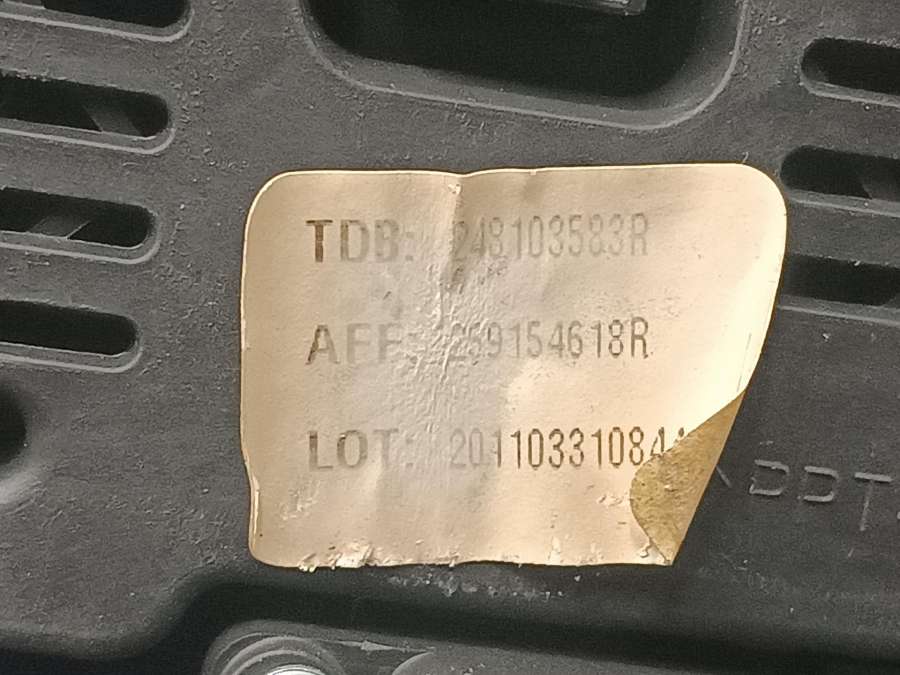 TDB: 248103583R
AFF: 259154618R
LOT: 20110331084